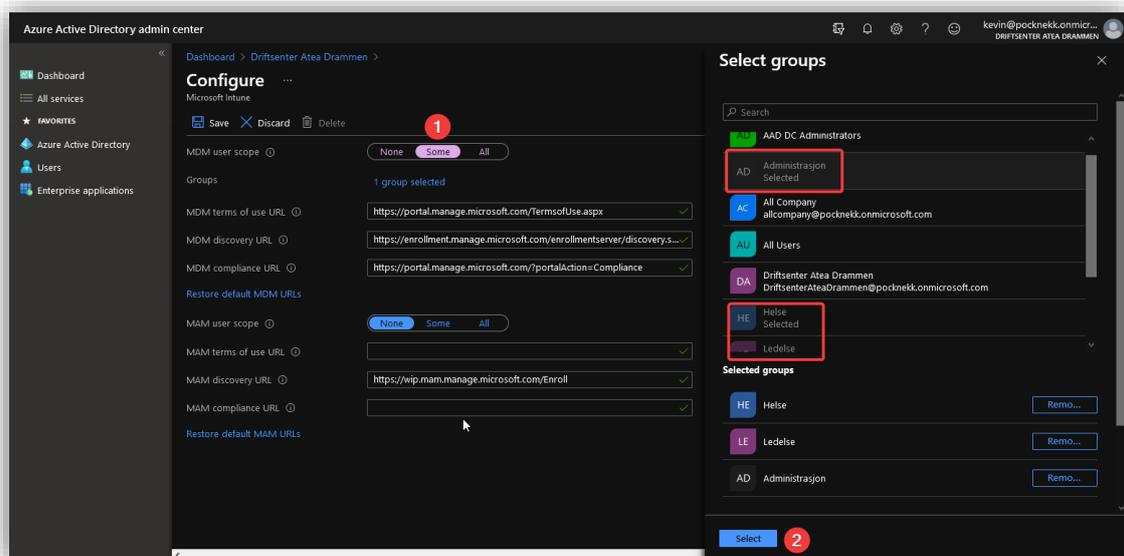 Azure Active Directory admin center
kevin@pocknekk.onmicr...
DRIFTSENTER ATEA DRAMMEN
«
Dashboard
All services
FAVORITES
Azure Active Directory
Users
Enterprise applications
Dashboard > Driftsenter Atea Drammen >
Configure ...
Microsoft Intune
Save Discard Delete
1
MDM user scope None Some All
Groups 1 group selected
MDM terms of use URL https://portal.manage.microsoft.com/TermsofUse.aspx
MDM discovery URL https://enrollment.manage.microsoft.com/enrollmentserver/discovery.s...
MDM compliance URL https://portal.manage.microsoft.com/?portalAction=Compliance
Restore default MDM URLs
MAM user scope None Some All
MAM terms of use URL
MAM discovery URL https://wip.mam.manage.microsoft.com/Enroll
MAM compliance URL
Restore default MAM URLs
Select groups
Search
AD AAD DC Administrators
AD Administrasjon
Selected
AC All Company
allcompany@pocknekk.onmicrosoft.com
AU All Users
DA Driftsenter Atea Drammen
DriftsenterAteaDrammen@pocknekk.onmicrosoft.com
HE Helse
Selected
Ledelse
Selected groups
HE Helse Remo...
LE Ledelse Remo...
AD Administrasjon Remo...
Select 2